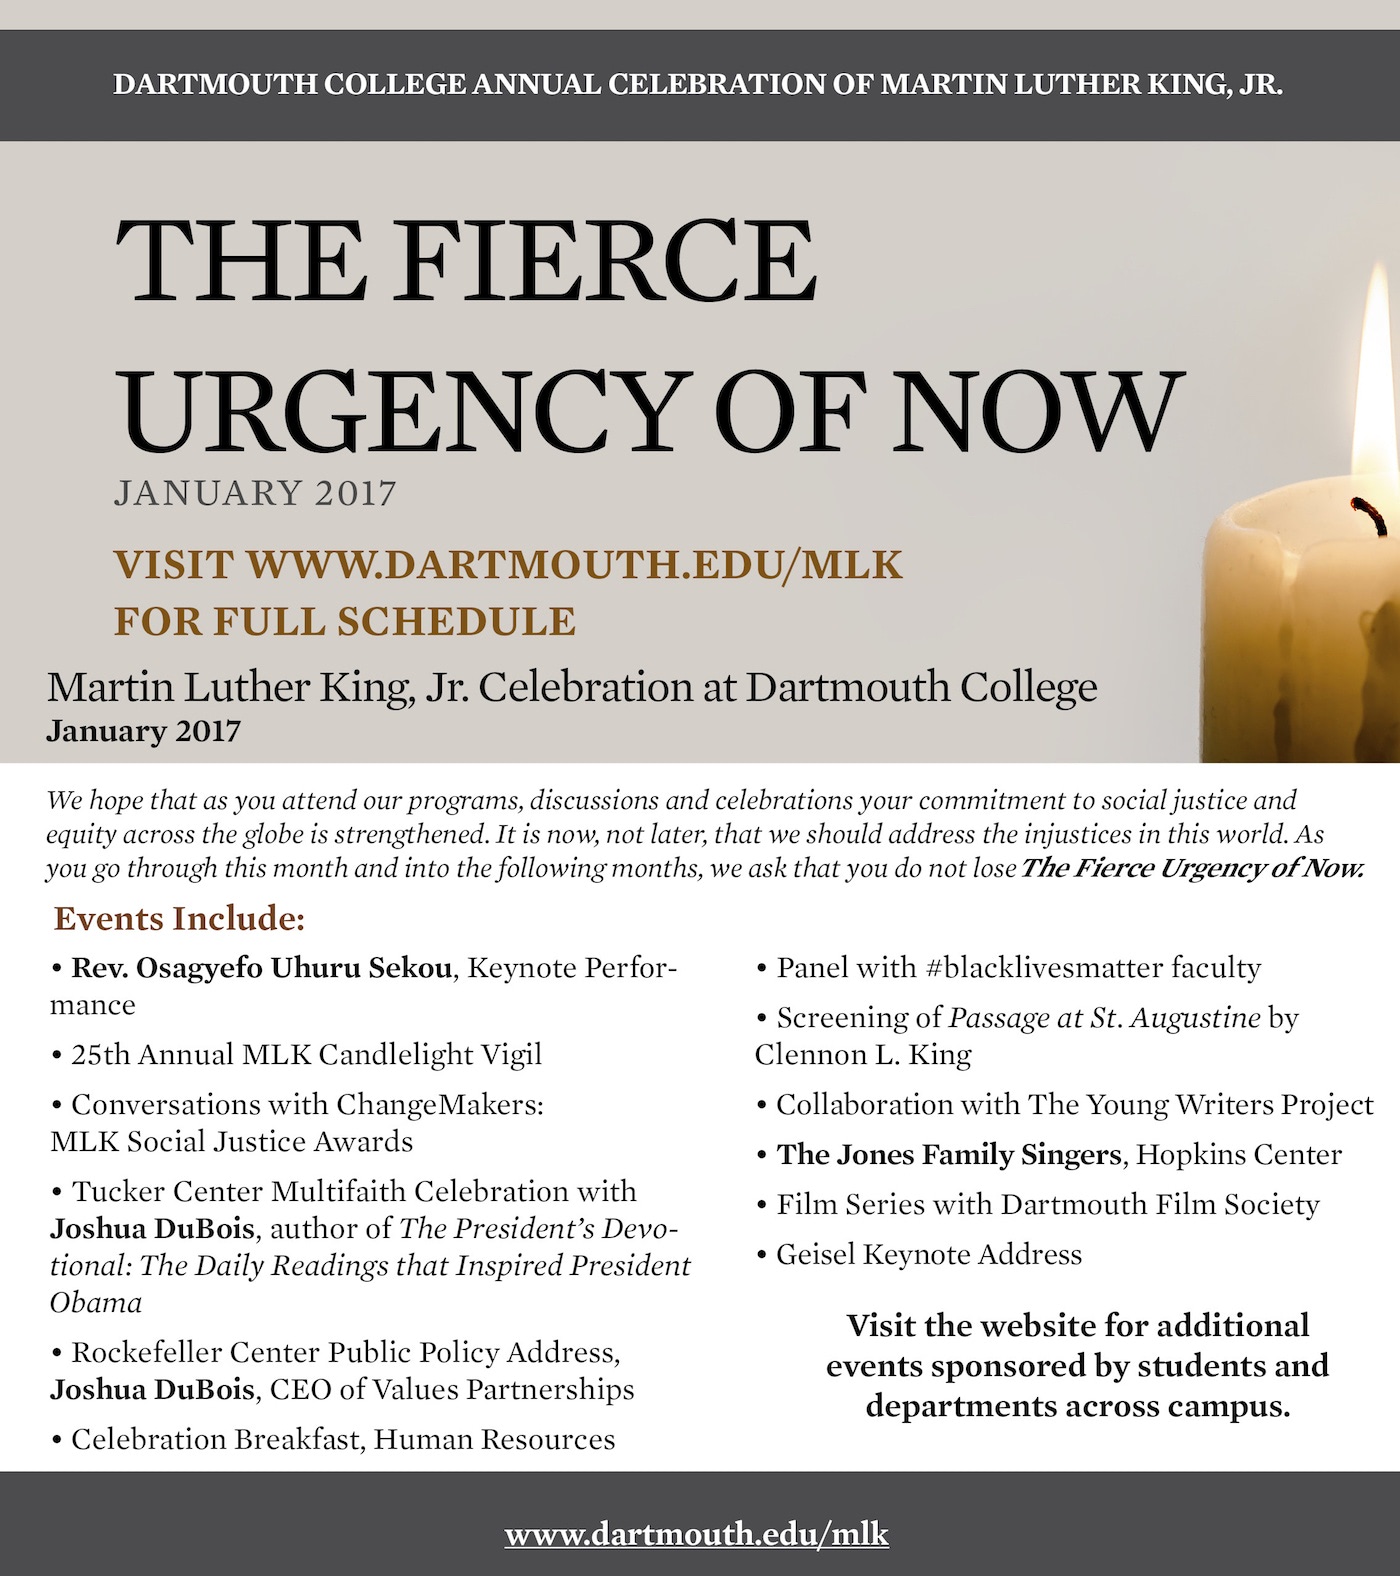 DARTMOUTH COLLEGE ANNUAL CELEBRATION OF MARTIN LUTHER KING, JR.
THE FIERCE
URGENCY OF NOW
JANUARY 2017
VISIT WWW.DARTMOUTH.EDU/MLK
FOR FULL SCHEDULE
Martin Luther King, Jr. Celebration at Dartmouth College
January 2017
We hope that as you attend our programs, discussions and celebrations your commitment to social justice and
equity across the globe is strengthened. It is now, not later, that we should address the injustices in this world. As
you go through this month and into the following months, we ask that you do not lose The Fierce Urgency of Now.
Events Include:
• Rev. Osagyefo Uhuru Sekou, Keynote Perfor-
mance
• 25th Annual MLK Candlelight Vigil
• Conversations with ChangeMakers:
MLK Social Justice Awards
• Tucker Center Multifaith Celebration with
Joshua DuBois, author of The President's Devo-
tional: The Daily Readings that Inspired President
Obama
• Rockefeller Center Public Policy Address,
Joshua DuBois, CEO of Values Partnerships
• Celebration Breakfast, Human Resources
• Panel with #blacklivesmatter faculty
• Screening of Passage at St. Augustine by
Clennon L. King
• Collaboration with The Young Writers Project
• The Jones Family Singers, Hopkins Center
• Film Series with Dartmouth Film Society
• Geisel Keynote Address
Visit the website for additional
events sponsored by students and
departments across campus.
www.dartmouth.edu/mlk